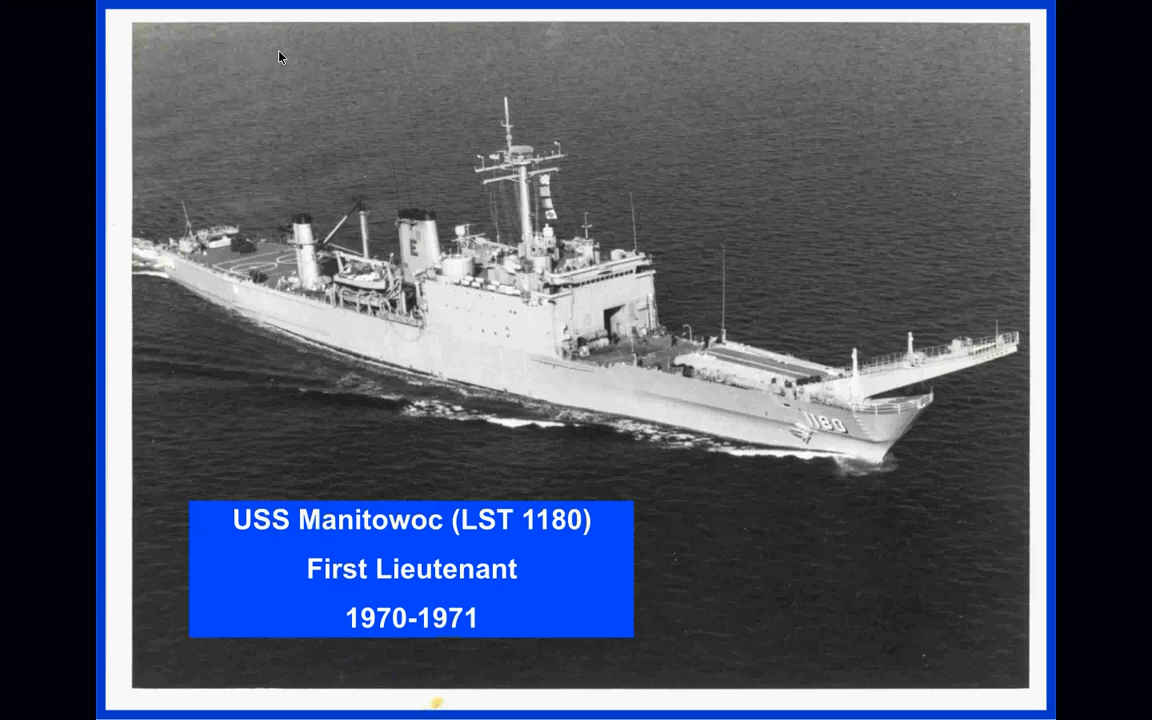 E
1180
USS Manitowoc (LST 1180)
First Lieutenant
1970-1971